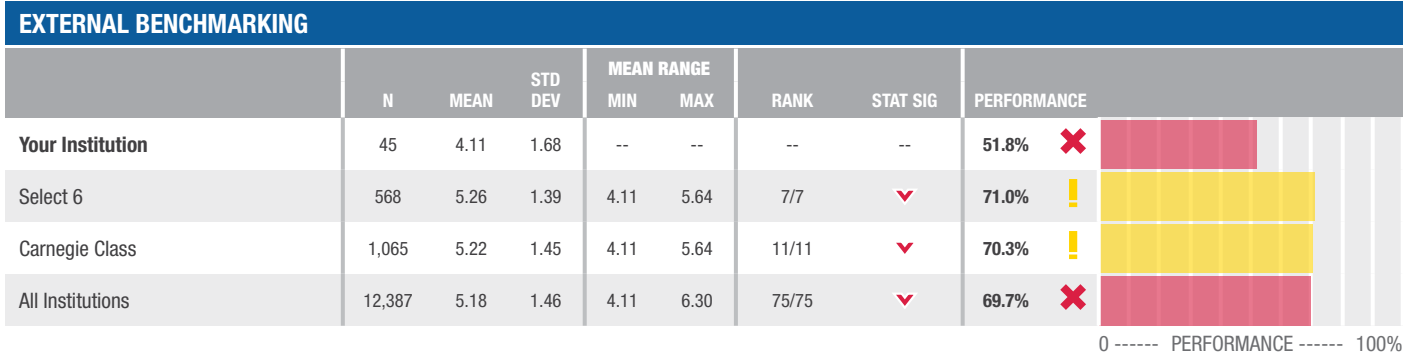 EXTERNAL BENCHMARKING
N MEAN STD DEV MEAN RANGE MIN MAX RANK STAT SIG PERFORMANCE
Your Institution 45 4.11 1.68 -- -- -- -- 51.8%
Select 6 568 5.26 1.39 4.11 5.64 7/7 71.0%
Carnegie Class 1,065 5.22 1.45 4.11 5.64 11/11 70.3%
All Institutions 12,387 5.18 1.46 4.11 6.30 75/75 69.7%
0 ------ PERFORMANCE ------ 100%